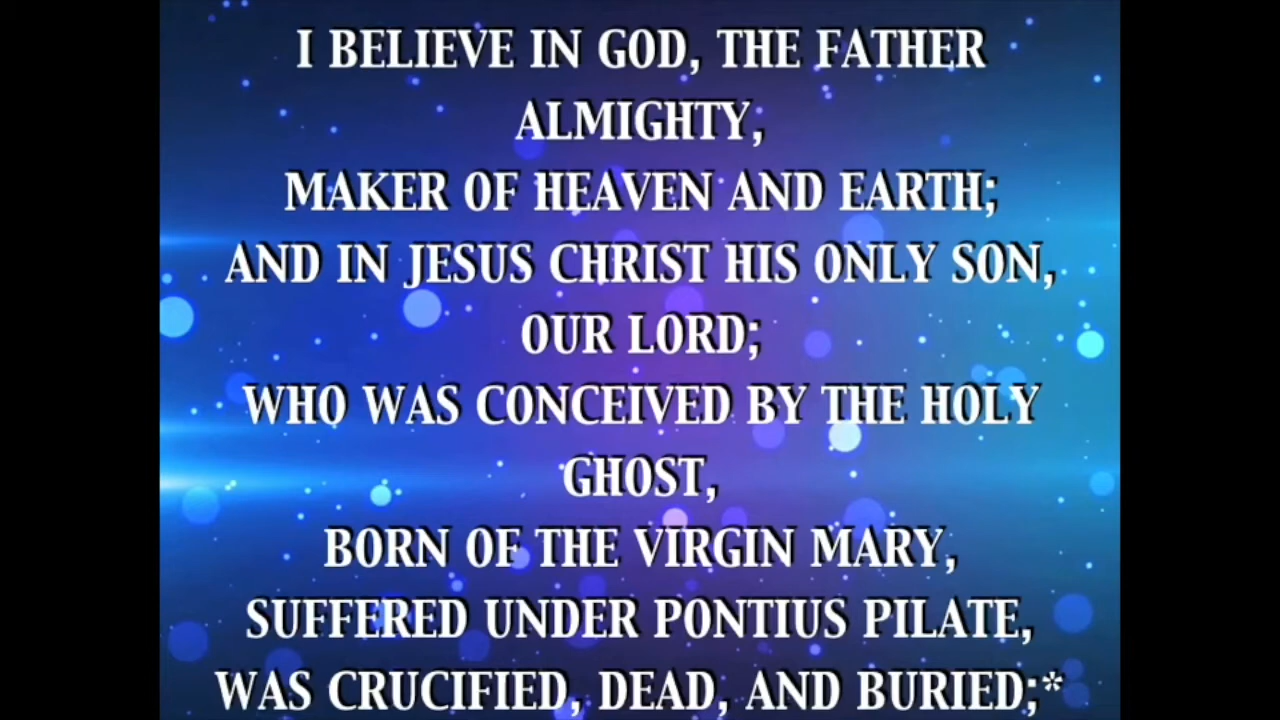 I BELIEVE IN GOD, THE FATHER
ALMIGHTY,
MAKER OF HEAVEN AND EARTH;
AND IN JESUS CHRIST HIS ONLY SON,
OUR LORD;
WHO WAS CONCEIVED BY THE HOLY
GHOST,
BORN OF THE VIRGIN MARY,
SUFFERED UNDER PONTIUS PILATE,
WAS CRUCIFIED, DEAD, AND BURIED;*